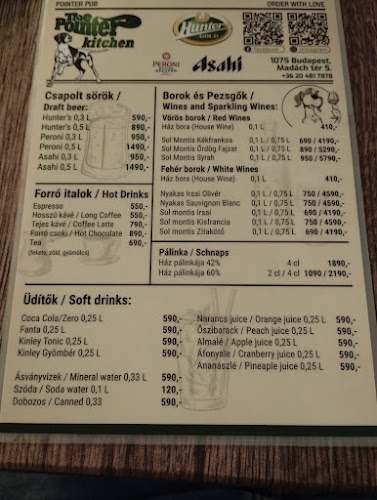 POINTER PUB
ORDER WITH LOVE
The Pointer kitchen
Hunter
GOLD
PERONI
Asahi
1075 Budapest,
Madách tér 5.
+36 20 481 7878
Csapolt sörök /
Draft beer:
Hunter's 0,3 L 590,-
Hunter's 0,5 L 890,-
Peroni 0,3 L 950,-
Peroni 0,5 L 1490,-
Asahi 0,3 L 950,-
Asahi 0,5 L 1490,-
Forró italok / Hot Drinks
Espresso 550,-
Hosszú kávé / Long Coffee 550,-
Tejes kávé / Coffee Latte 790,-
Forró csoki / Hot Chocolate 890,-
Tea 690,-
(fekete, zöld, gyümölcs)
Borok és Pezsgők /
Wines and Sparkling Wines:
Vörös borok / Red Wines
Ház bora (House Wine) 0,1 L 410,-
Sol Montis Kékfrankos 0,1 L / 0,75 L 690 / 4190,-
Sol Montis Ördög Fajzat 0,1 L / 0,75 L 890 / 5290,-
Sol Montis Syrah 0,1 L / 0,75 L 950 / 5790,-
Fehér borok / White Wines
Ház bora (House Wine) 0,1 L 410,-
Nyakas Irsai Olivér 0,1 L / 0,75 L 750 / 4590,-
Nyakas Sauvignon Blanc 0,1 L / 0,75 L 750 / 4590,-
Sol Montis Irsai 0,1 L / 0,75 L 690 / 4190,-
Sol Montis Kisfrancia 0,1 L / 0,75 L 750 / 4590,-
Sol Montis Zitakötő 0,1 L / 0,75 L 690 / 4190,-
Pálinka / Schnaps
Ház pálinkája 42% 4 cl 1890,-
Ház pálinkája 60% 2 cl / 4 cl 1090 / 2190,-
Üdítők / Soft drinks:
Coca Cola/Zero 0,25 L 590,-
Fanta 0,25 L 590,-
Kinley Tonic 0,25 L 590,-
Kinley Gyömbér 0,25 L 590,-
Ásványvizek / Mineral water 0,33 L 590,-
Szóda / Soda water 0,1 L 120,-
Dobozos / Canned 0,33 590,-
Narancs juice / Orange juice 0,25 L 590,-
Őszibarack / Peach juice 0,25 L 590,-
Almalé / Apple juice 0,25 L 590,-
Áfonyalé / Cranberry juice 0,25 L 590,-
Ananászlé / Pineaple juice 0,25 L 590,-